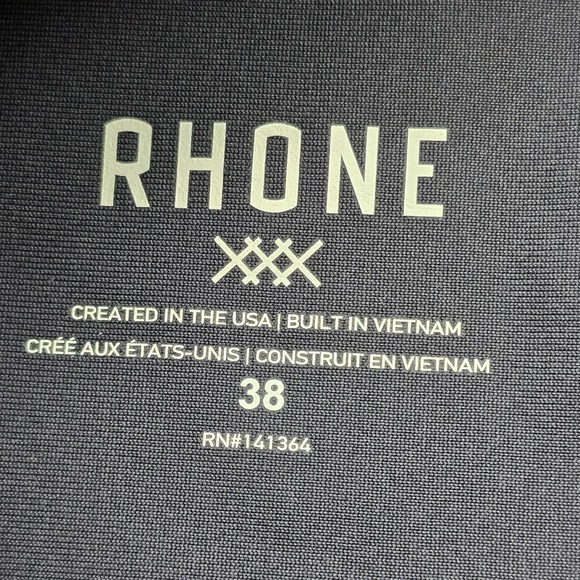 RHONE
CREATED IN THE USA | BUILT IN VIETNAM
CRÉÉ AUX ÉTATS-UNIS | CONSTRUIT EN VIETNAM
38
RN#141364